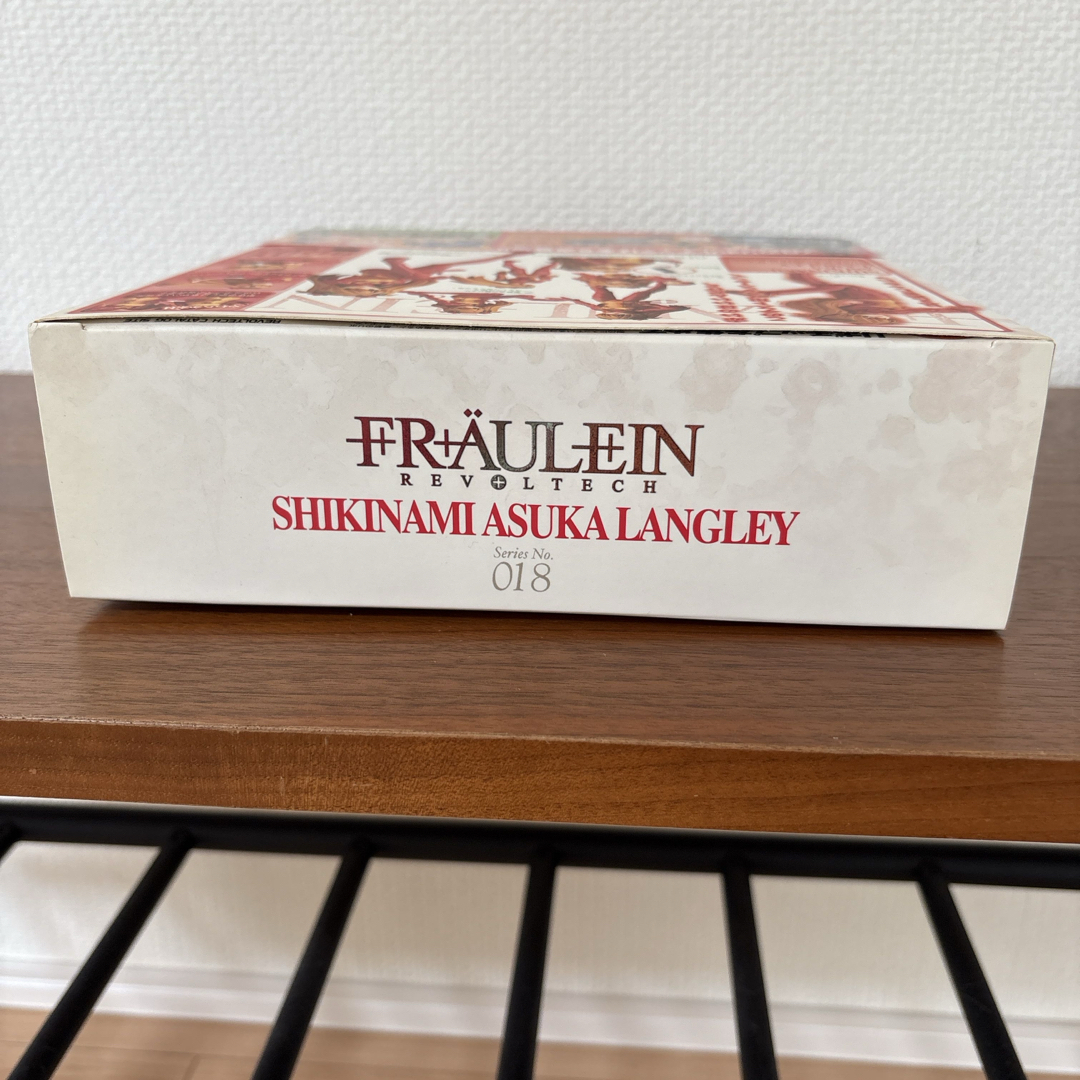 FRÄULEIN
REVOLTECH
SHIKINAMI ASUKA LANGLEY
Series No.
018